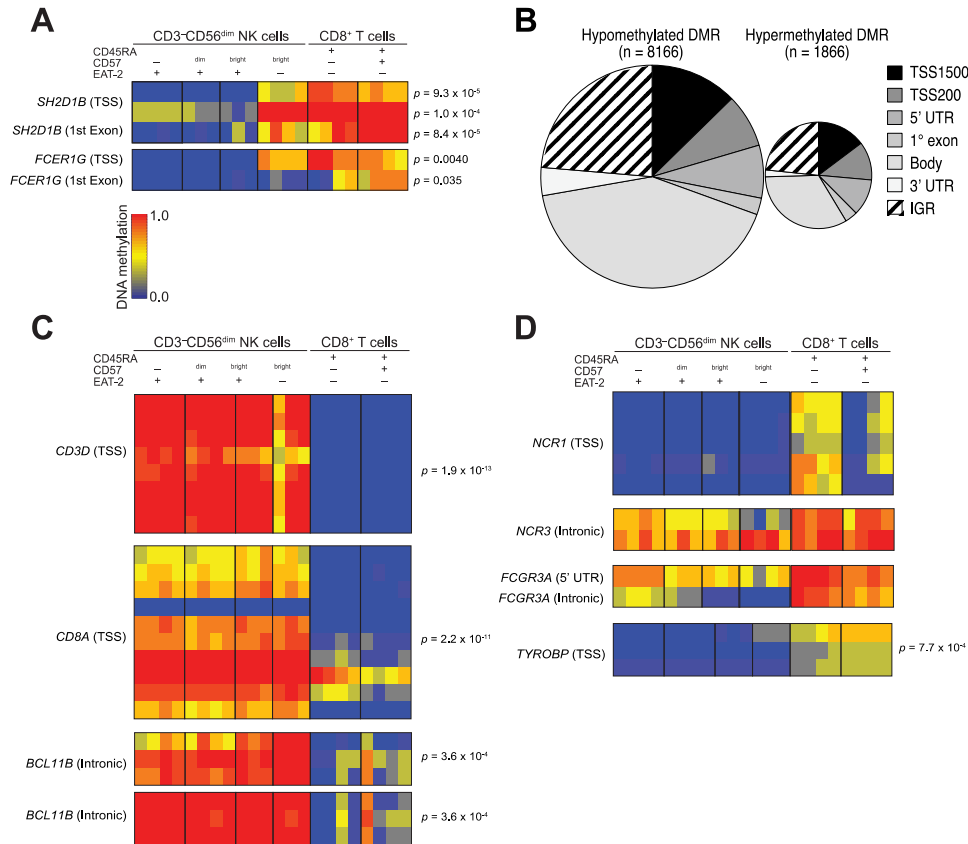 A
CD3–CD56dim NK cells CD8+ T cells
CD45RA + +
CD57 – dim bright bright +
EAT-2 + + + –
SH2D1B (TSS)
p = 9.3 x 10-5
p = 1.0 x 10-4
SH2D1B (1st Exon) p = 8.4 x 10-5
FCER1G (TSS) p = 0.0040
FCER1G (1st Exon) p = 0.035
DNA methylation
1.0
0.0
B
Hypomethylated DMR
(n = 8166)
Hypermethylated DMR
(n = 1866)
TSS1500
TSS200
5' UTR
1° exon
Body
3' UTR
IGR
C
CD3–CD56dim NK cells CD8+ T cells
CD45RA + +
CD57 – dim bright bright – +
EAT-2 + + + –
CD3D (TSS) p = 1.9 x 10-13
CD8A (TSS) p = 2.2 x 10-11
BCL11B (Intronic) p = 3.6 x 10-4
BCL11B (Intronic) p = 3.6 x 10-4
D
CD3–CD56dim NK cells CD8+ T cells
CD45RA + +
CD57 – dim bright bright +
EAT-2 + + + –
NCR1 (TSS)
NCR3 (Intronic)
FCGR3A (5' UTR)
FCGR3A (Intronic)
TYROBP (TSS) p = 7.7 x 10-4